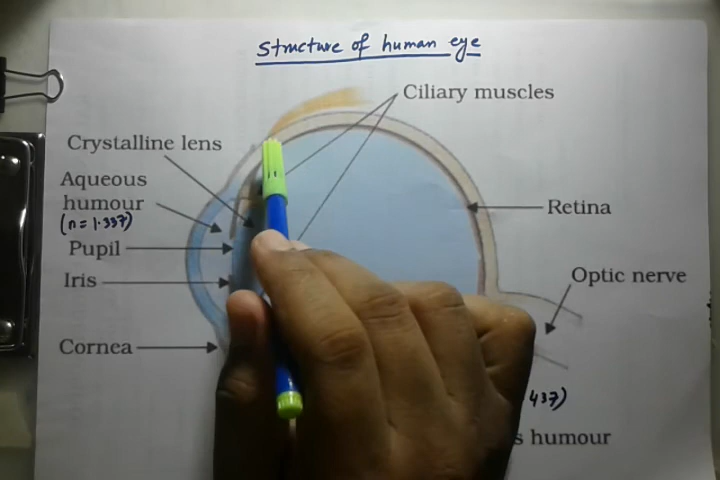 Structure of human eye
Ciliary muscles
Crystalline lens
Aqueous
humour
(n = 1.337)
Pupil
Iris
Cornea
Retina
Optic nerve
437)
humour